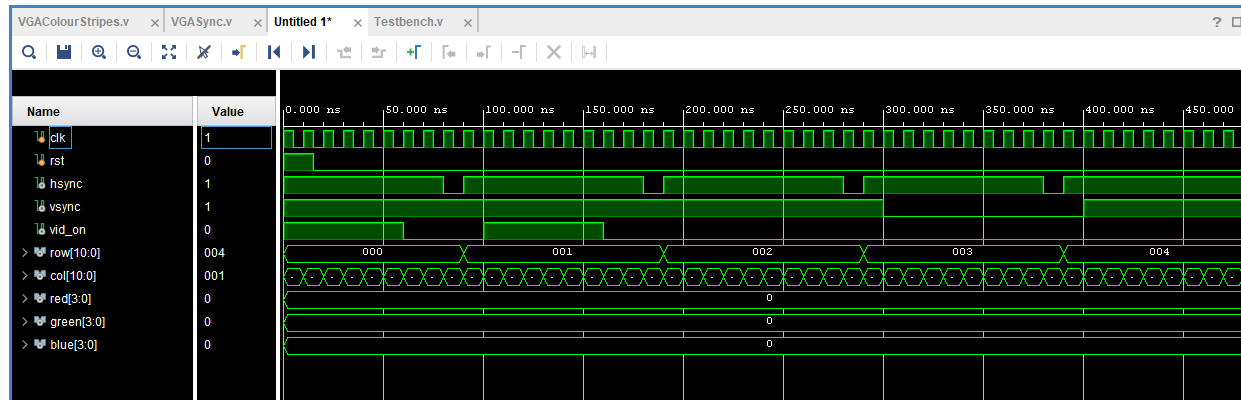 VGAColourStripes.v × VGASync.v × Untitled 1* × Testbench.v × ?
Name Value 0.000 ns 50.000 ns 100.000 ns 150.000 ns 200.000 ns 250.000 ns 300.000 ns 350.000 ns 400.000 ns 450.000
clk 1
rst 0
hsync 1
vsync 1
vid_on 0
row[10:0] 004 000 001 002 003 004
col[10:0] 001
red[3:0] 0 0
green[3:0] 0 0
blue[3:0] 0 0